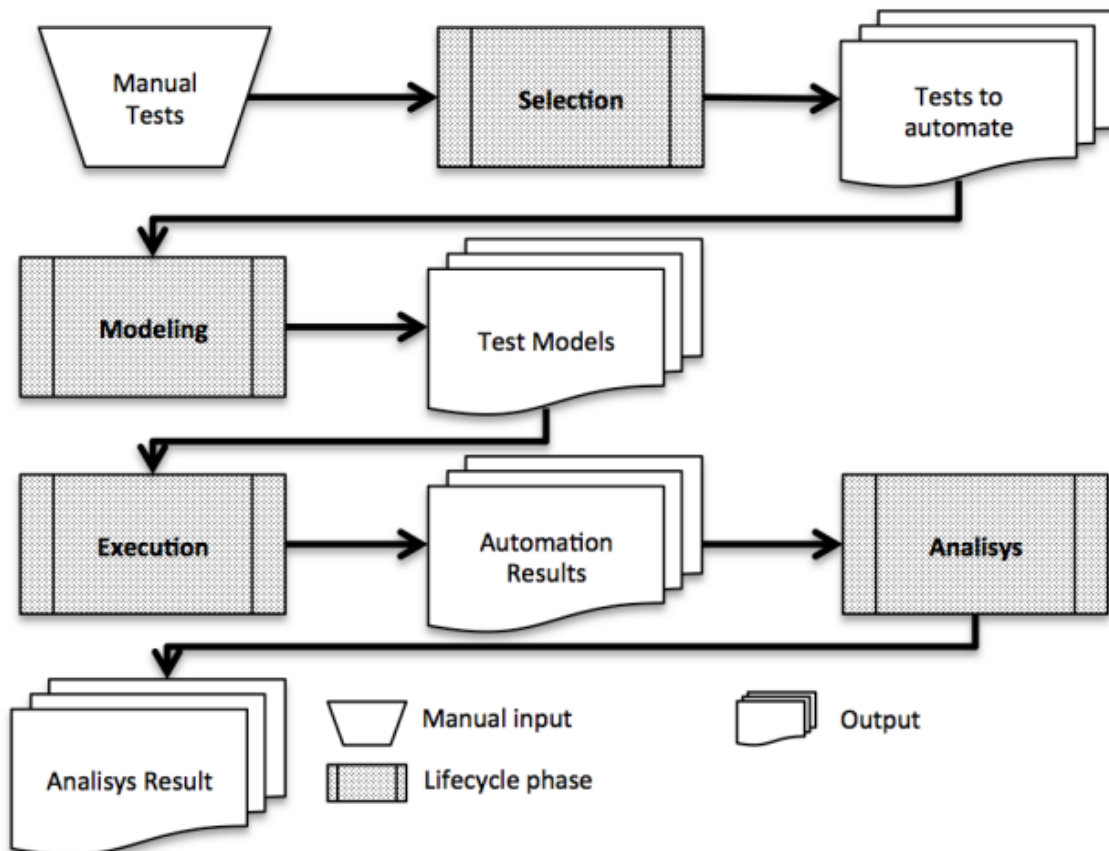 Manual
Tests
Selection
Tests to
automate
Modeling
Test Models
Execution
Automation
Results
Analisys
Analisys Result
Manual input
Output
Lifecycle phase